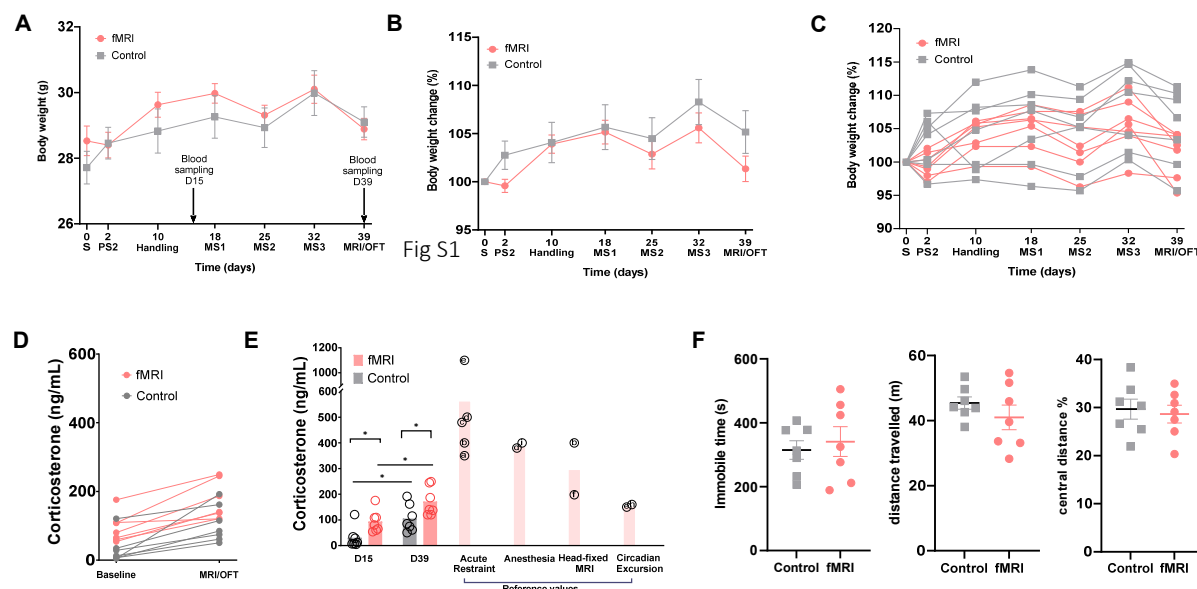 A
32
30
28
26
Body weight (g)
fMRI
Control
Blood
sampling
D15
Blood
sampling
D39
0 2 10 18 25 32 39
S PS2 Handling MS1 MS2 MS3 MRI/OFT
Time (days)
B
115
110
105
100
95
Body weight change (%)
fMRI
Control
0 2 10 18 25 32 39
S PS2 Handling MS1 MS2 MS3 MRI/OFT
Time (days)
Fig S1
C
115
110
105
100
95
90
Body weight change (%)
fMRI
Control
0 2 10 18 25 32 39
S PS2 Handling MS1 MS2 MS3 MRI/OFT
Time (days)
D
600
400
200
0
Corticosterone (ng/mL)
fMRI
Control
Baseline MRI/OFT
E
1200
1000
800
600
400
300
200
100
0
Corticosterone (ng/mL)
fMRI
Control
*
*
*
*
D15 D39 Acute Anesthesia Head-fixed Circadian
Restraint MRI Excursion
Reference values
F
600
400
200
0
Immobile time (s)
Control fMRI
60
40
20
0
distance travelled (m)
Control fMRI
40
30
20
10
0
central distance %
Control fMRI